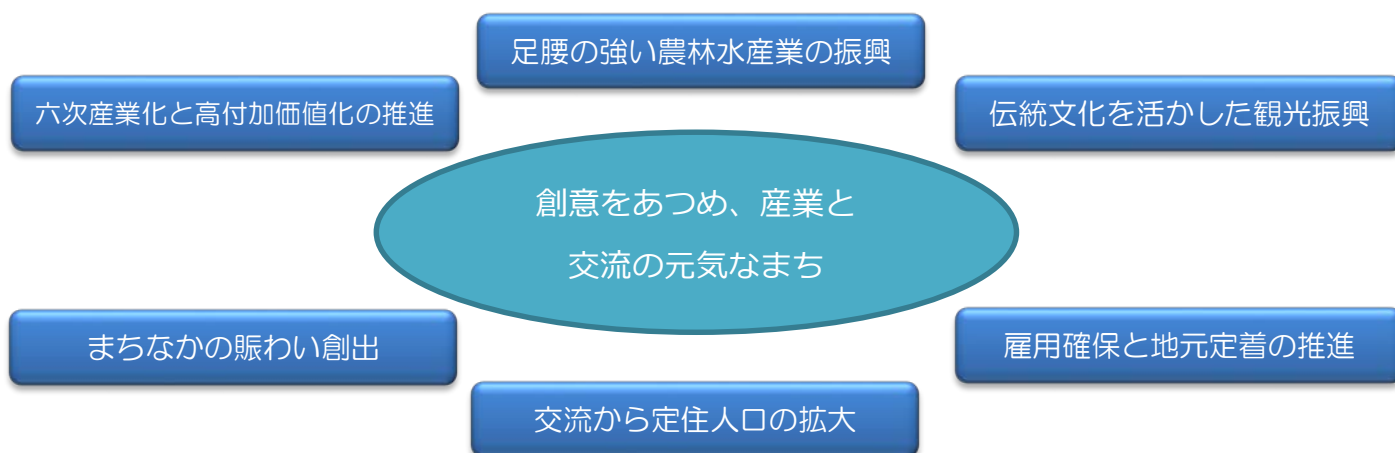 足腰の強い農林水産業の振興
六次産業化と高付加価値化の推進
伝統文化を活かした観光振興
創意をあつめ、産業と
交流の元気なまち
まちなかの賑わい創出
雇用確保と地元定着の推進
交流から定住人口の拡大